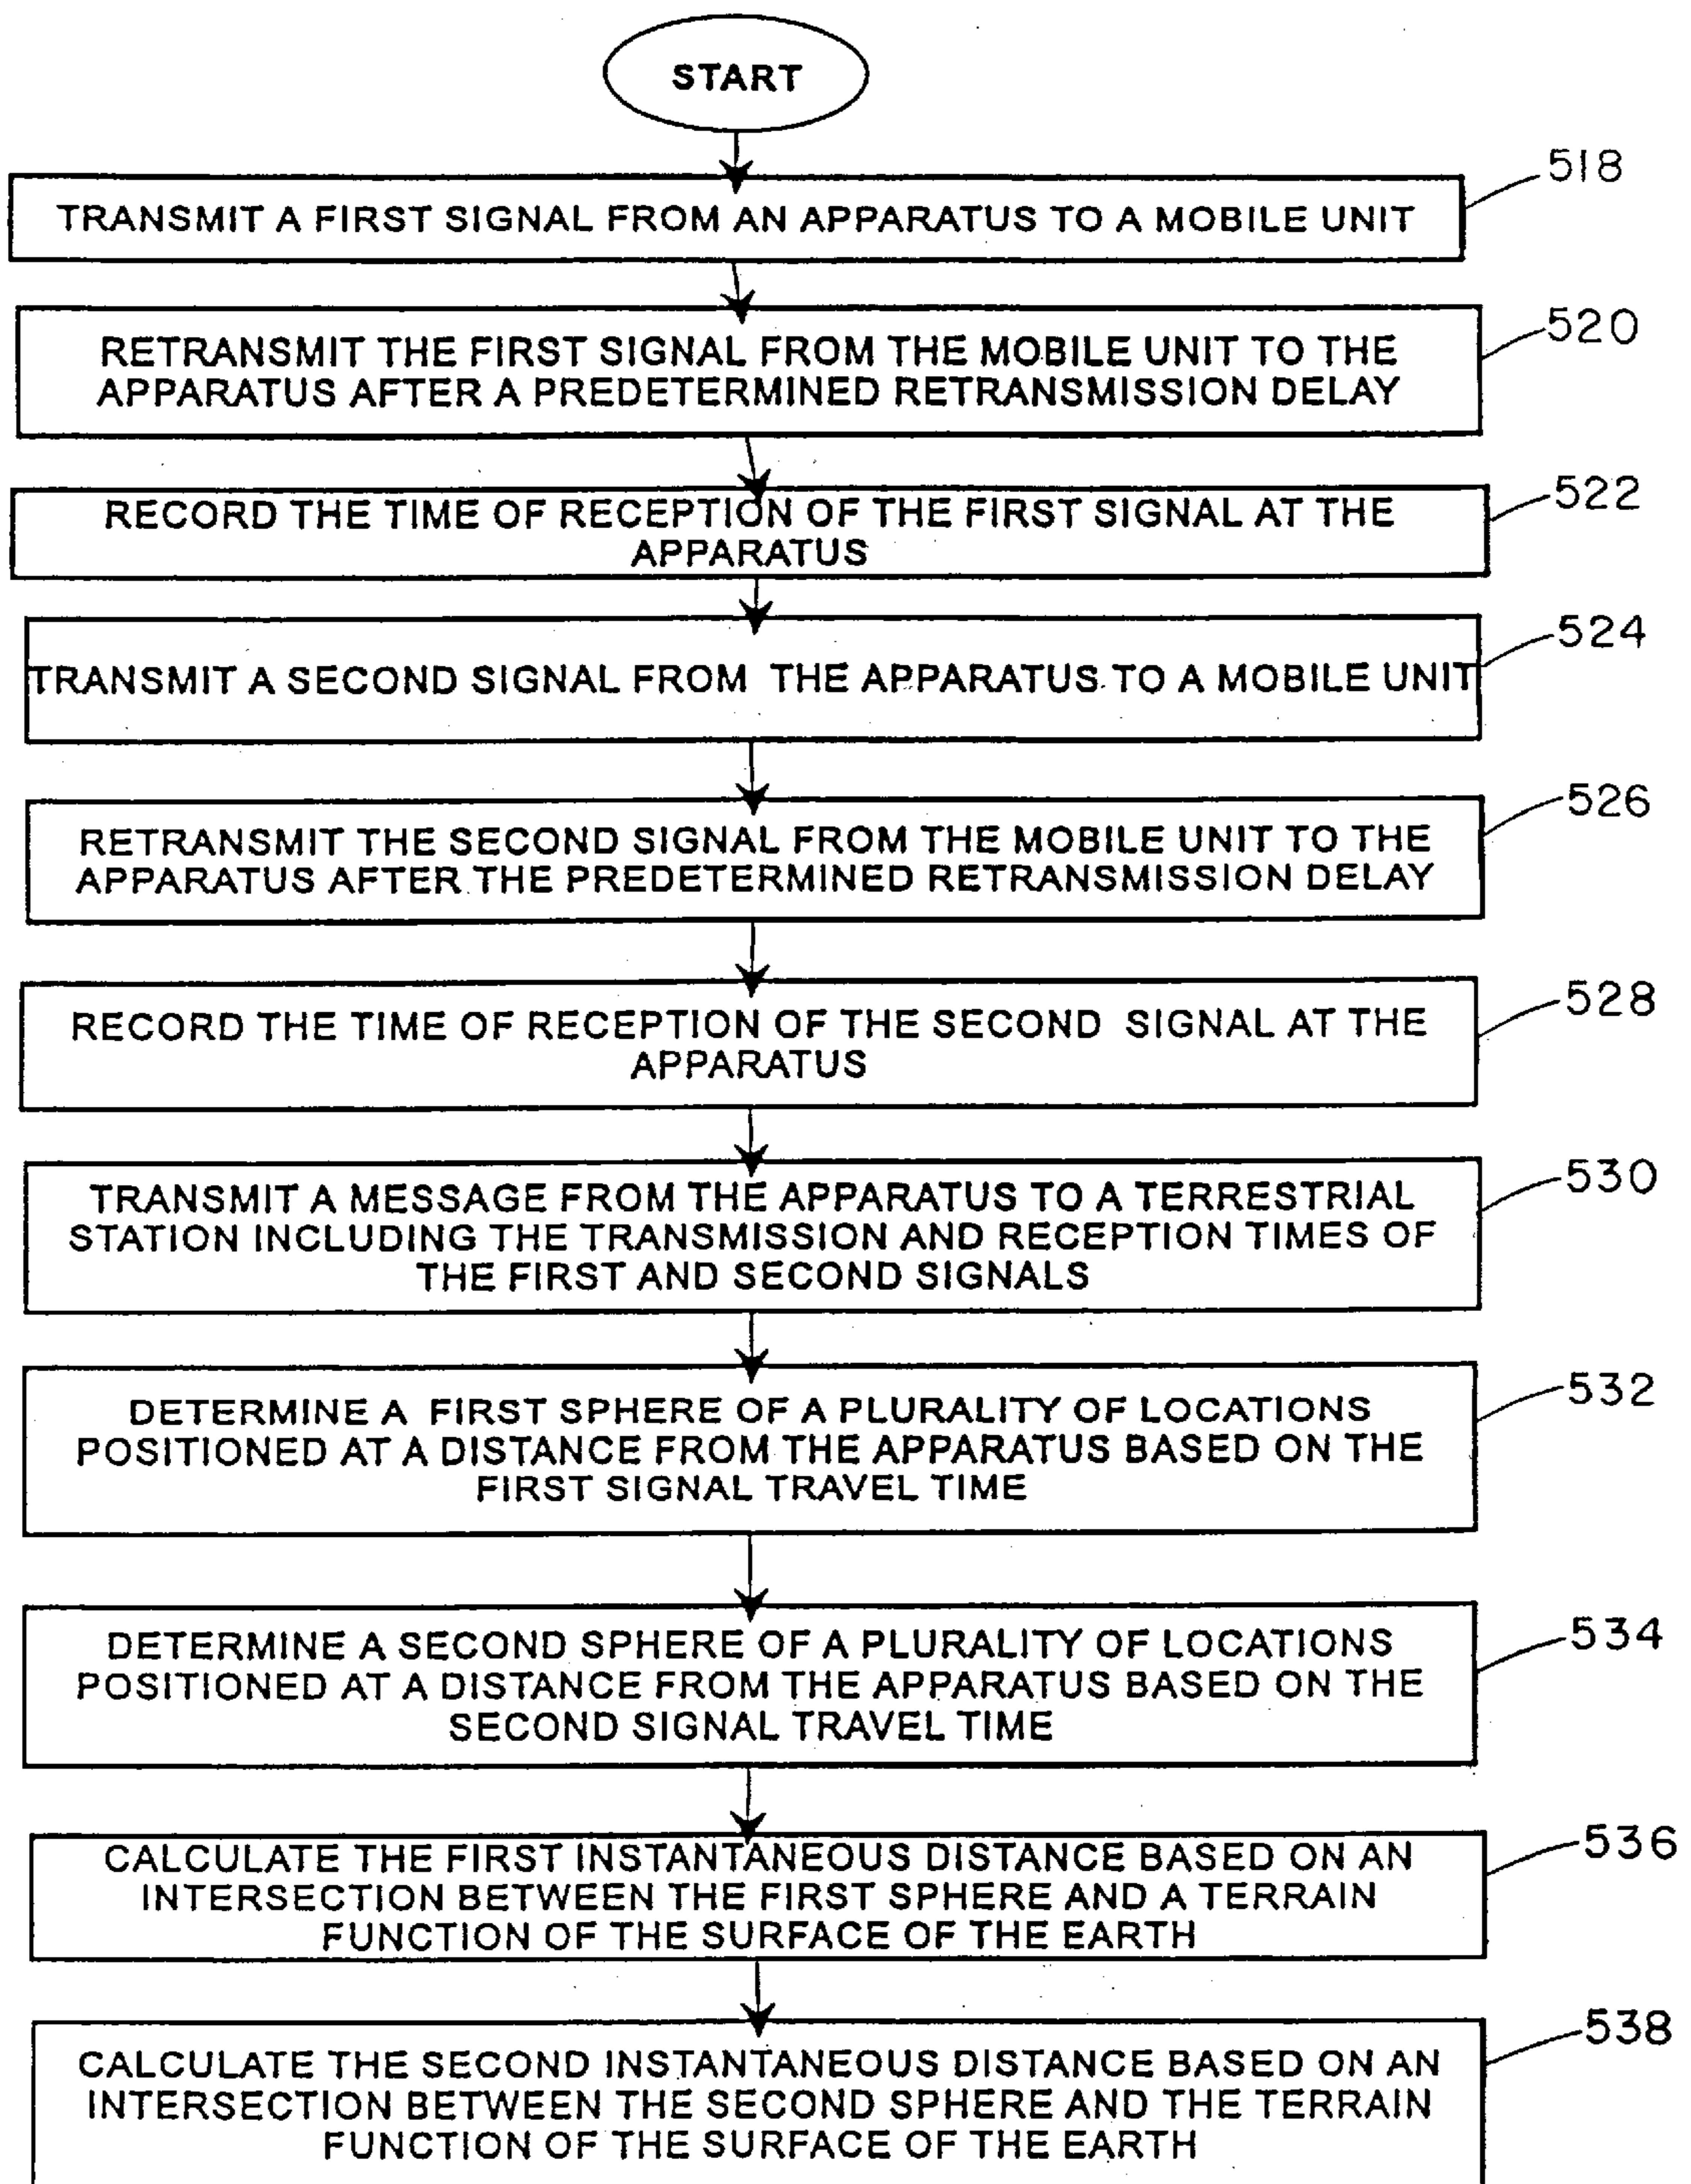 START
518
TRANSMIT A FIRST SIGNAL FROM AN APPARATUS TO A MOBILE UNIT
520
RETRANSMIT THE FIRST SIGNAL FROM THE MOBILE UNIT TO THE
APPARATUS AFTER A PREDETERMINED RETRANSMISSION DELAY
522
RECORD THE TIME OF RECEPTION OF THE FIRST SIGNAL AT THE
APPARATUS
524
TRANSMIT A SECOND SIGNAL FROM THE APPARATUS TO A MOBILE UNIT
526
RETRANSMIT THE SECOND SIGNAL FROM THE MOBILE UNIT TO THE
APPARATUS AFTER THE PREDETERMINED RETRANSMISSION DELAY
528
RECORD THE TIME OF RECEPTION OF THE SECOND SIGNAL AT THE
APPARATUS
530
TRANSMIT A MESSAGE FROM THE APPARATUS TO A TERRESTRIAL
STATION INCLUDING THE TRANSMISSION AND RECEPTION TIMES OF
THE FIRST AND SECOND SIGNALS
532
DETERMINE A FIRST SPHERE OF A PLURALITY OF LOCATIONS
POSITIONED AT A DISTANCE FROM THE APPARATUS BASED ON THE
FIRST SIGNAL TRAVEL TIME
534
DETERMINE A SECOND SPHERE OF A PLURALITY OF LOCATIONS
POSITIONED AT A DISTANCE FROM THE APPARATUS BASED ON THE
SECOND SIGNAL TRAVEL TIME
536
CALCULATE THE FIRST INSTANTANEOUS DISTANCE BASED ON AN
INTERSECTION BETWEEN THE FIRST SPHERE AND A TERRAIN
FUNCTION OF THE SURFACE OF THE EARTH
538
CALCULATE THE SECOND INSTANTANEOUS DISTANCE BASED ON AN
INTERSECTION BETWEEN THE SECOND SPHERE AND THE TERRAIN
FUNCTION OF THE SURFACE OF THE EARTH